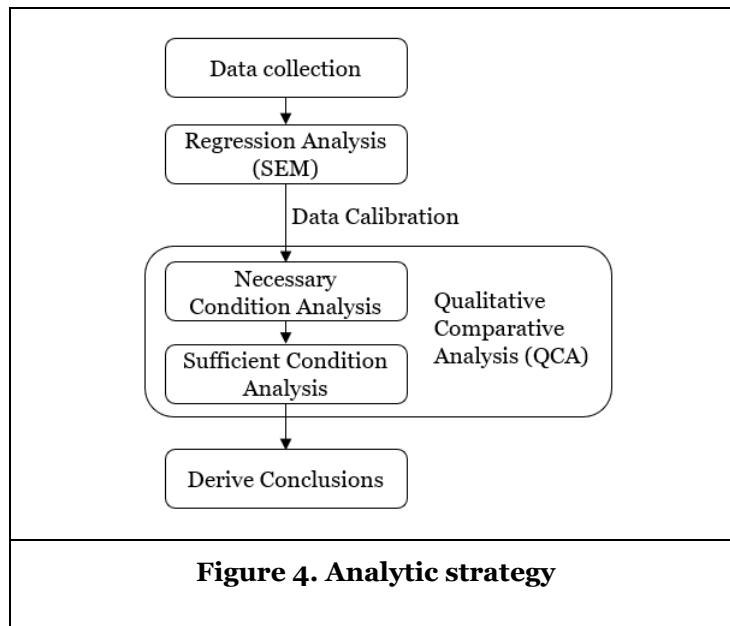 Data collection
Regression Analysis
(SEM)
Data Calibration
Necessary
Condition Analysis
Qualitative
Comparative
Analysis (QCA)
Sufficient Condition
Analysis
Derive Conclusions
Figure 4. Analytic strategy